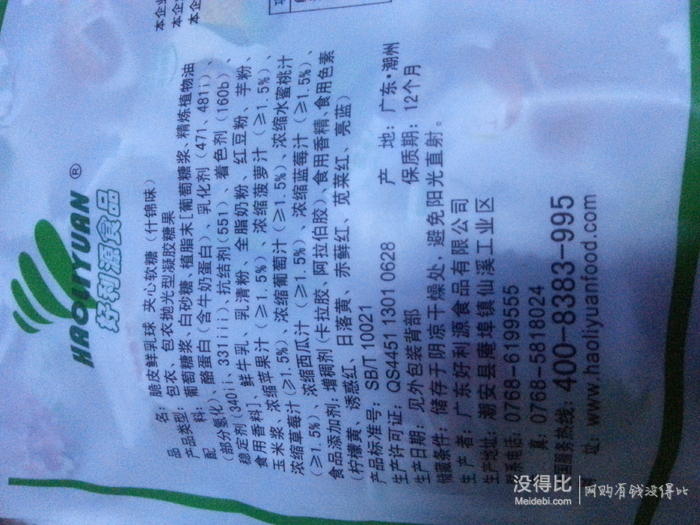 HAOLIYUAN®
好利源食品
品 名: 脆皮鲜乳球 夹心软糖(什锦味)
产品类型: 包衣、包衣抛光型凝胶糖果
配 料: 葡萄糖浆、白砂糖、植脂末[葡萄糖浆、精炼植物油
(部分氢化)、酪蛋白(含牛奶蛋白)、乳化剂(471、481i)、
稳定剂(340ii、331iii)、抗结剂(551)、着色剂(160b)、
食用香料]、鲜牛乳、乳清粉、全脂奶粉、红豆粉、芋粉、
玉米浆、浓缩苹果汁(≥1.5%)、浓缩菠萝汁(≥1.5%)、
浓缩草莓汁(≥1.5%)、浓缩葡萄汁(≥1.5%)、浓缩水蜜桃汁
(≥1.5%)、浓缩西瓜汁(≥1.5%)、浓缩蓝莓汁(≥1.5%)、
食品添加剂: 增稠剂(卡拉胶、阿拉伯胶)、食用香精、食用色素
(柠檬黄、诱惑红、日落黄、赤鲜红、苋菜红、亮蓝)
产品标准号: SB/T 10021
生产许可证: QS4451 1301 0628 产 地: 广东·潮州
生产日期: 见外包装背部 保质期: 12个月
储藏条件: 储存于阴凉干燥处,避免阳光直射。
生 产 者: 广东好利源食品有限公司
生产地址: 潮安县庵埠镇仙溪工业区
联系电话: 0768-6199555
真: 0768-5818024
国服务热线: 400-8383-995
址: www.haoliyuanfood.com
没得比
Meidebi.com
网购有钱没得比